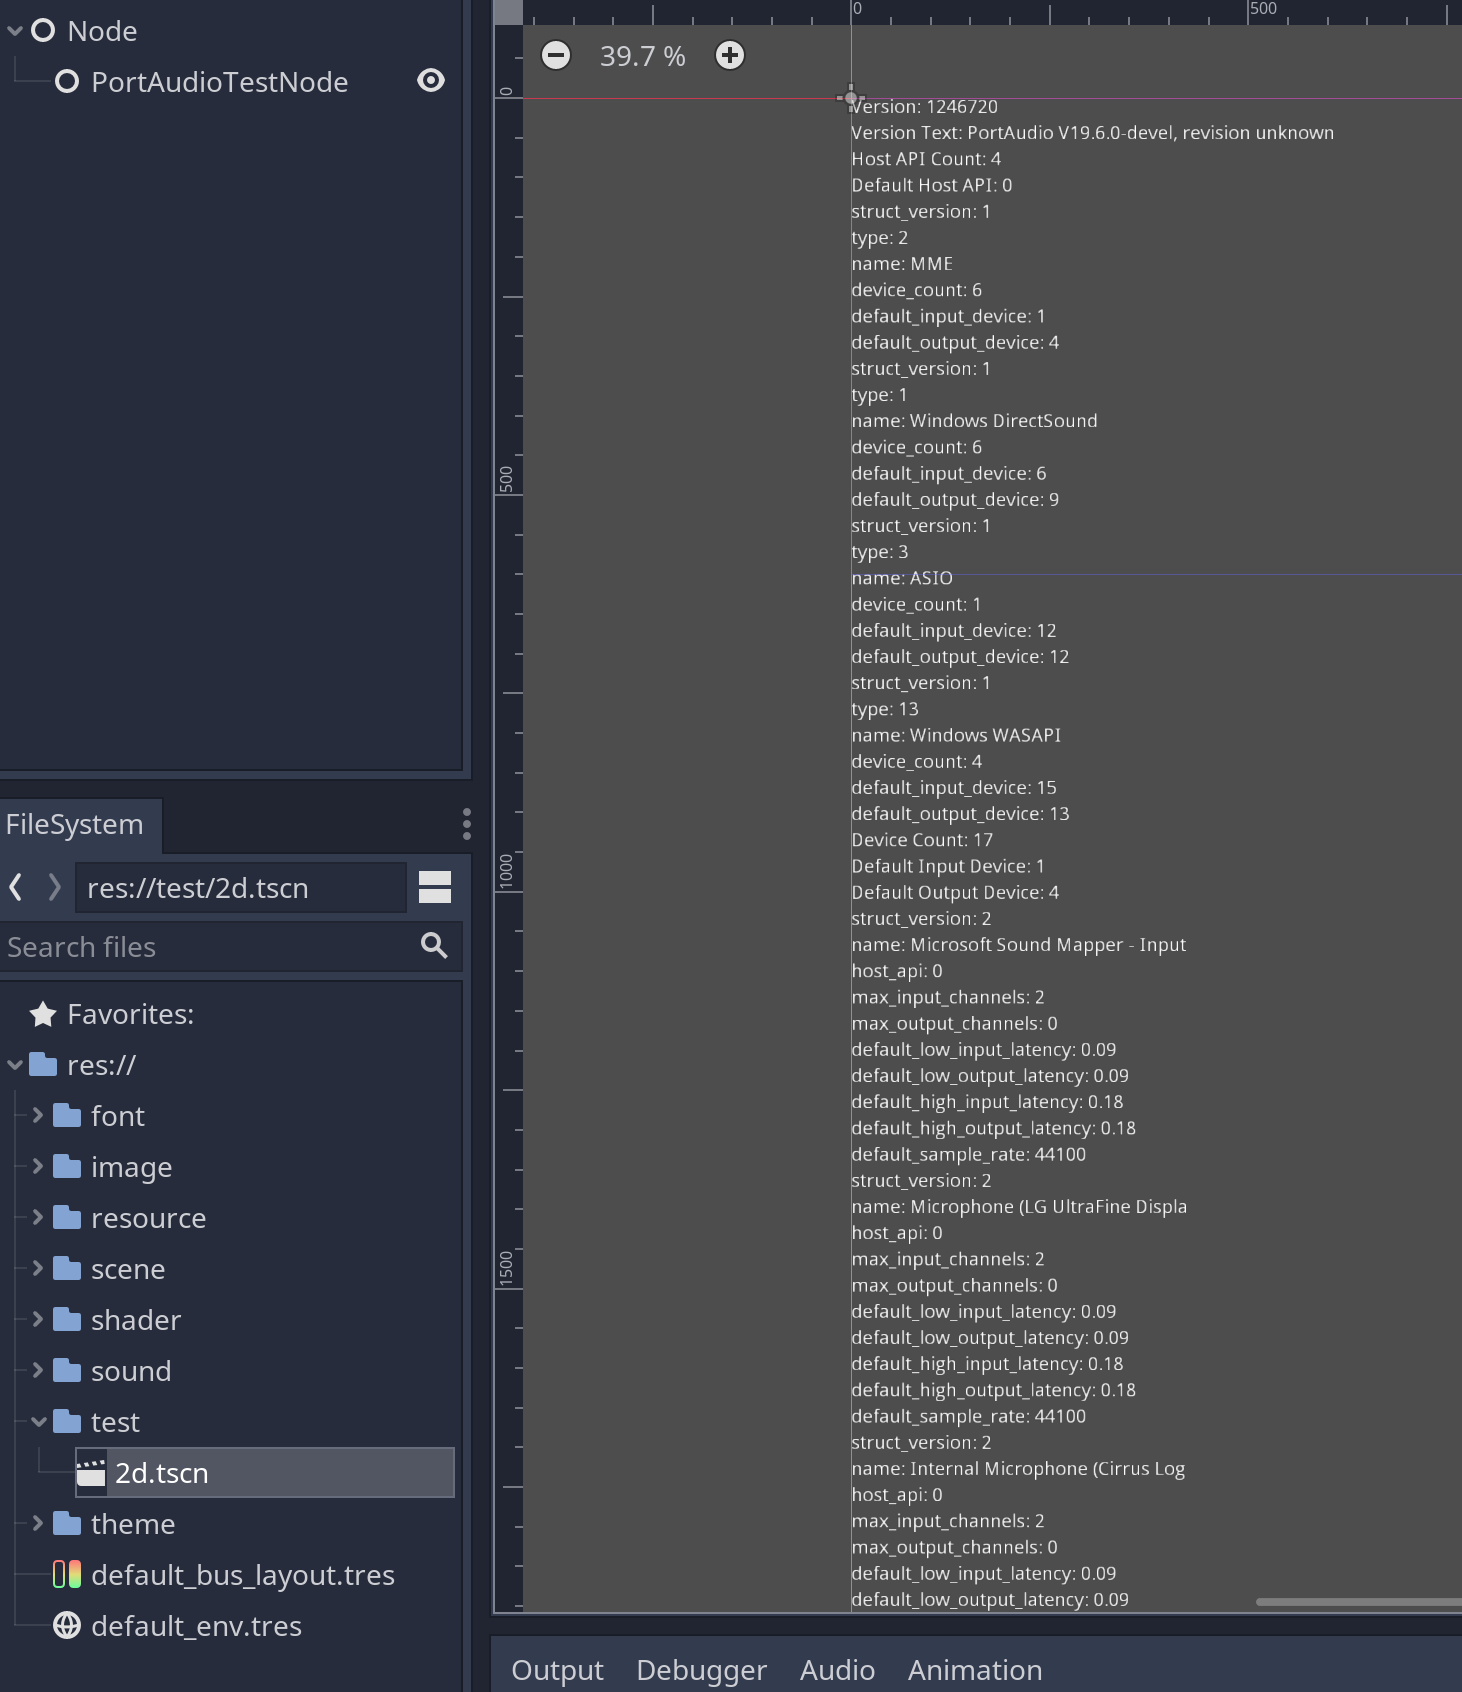 Node
PortAudioTestNode
FileSystem
res://test/2d.tscn
Search files
Favorites:
res://
font
image
resource
scene
shader
sound
test
2d.tscn
theme
default_bus_layout.tres
default_env.tres
0
500
39.7 %
0
500
1000
1500
Version: 1246720
Version Text: PortAudio V19.6.0-devel, revision unknown
Host API Count: 4
Default Host API: 0
struct_version: 1
type: 2
name: MME
device_count: 6
default_input_device: 1
default_output_device: 4
struct_version: 1
type: 1
name: Windows DirectSound
device_count: 6
default_input_device: 6
default_output_device: 9
struct_version: 1
type: 3
name: ASIO
device_count: 1
default_input_device: 12
default_output_device: 12
struct_version: 1
type: 13
name: Windows WASAPI
device_count: 4
default_input_device: 15
default_output_device: 13
Device Count: 17
Default Input Device: 1
Default Output Device: 4
struct_version: 2
name: Microsoft Sound Mapper - Input
host_api: 0
max_input_channels: 2
max_output_channels: 0
default_low_input_latency: 0.09
default_low_output_latency: 0.09
default_high_input_latency: 0.18
default_high_output_latency: 0.18
default_sample_rate: 44100
struct_version: 2
name: Microphone (LG UltraFine Displa
host_api: 0
max_input_channels: 2
max_output_channels: 0
default_low_input_latency: 0.09
default_low_output_latency: 0.09
default_high_input_latency: 0.18
default_high_output_latency: 0.18
default_sample_rate: 44100
struct_version: 2
name: Internal Microphone (Cirrus Log
host_api: 0
max_input_channels: 2
max_output_channels: 0
default_low_input_latency: 0.09
default_low_output_latency: 0.09
Output Debugger Audio Animation